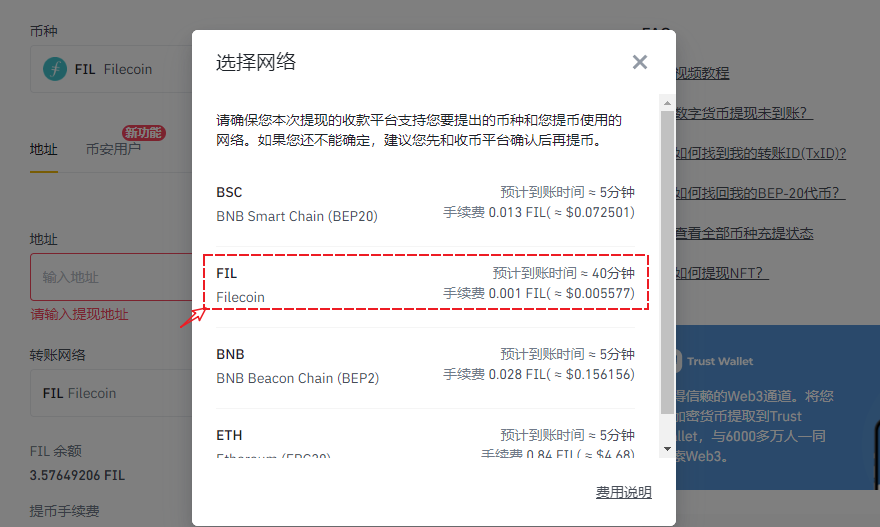 币种
FIL Filecoin
新功能
地址 币安用户
地址
输入地址
请输入提现地址
转账网络
FIL Filecoin
FIL 余额
3.57649206 FIL
提币手续费
选择网络
请确保您本次提现的收款平台支持您要提出的币种和您提币使用的
网络。如果您还不能确定，建议您先和收币平台确认后再提币。
BSC 预计到账时间 ≈ 5分钟
BNB Smart Chain (BEP20) 手续费 0.013 FIL( ≈ $0.072501)
FIL 预计到账时间 ≈ 40分钟
Filecoin 手续费 0.001 FIL( ≈ $0.005577)
BNB 预计到账时间 ≈ 5分钟
BNB Beacon Chain (BEP2) 手续费 0.028 FIL( ≈ $0.156156)
ETH 预计到账时间 ≈ 5分钟
Ethereum (ERC20) 手续费 0.84 FIL( ≈ $4.68)
费用说明
视频教程
数字货币提现未到账？
如何找到我的转账ID(TxID)?
如何找回我的BEP-20代币？
查看全部币种充提状态
如何提现NFT？
Trust Wallet
得信赖的Web3通道。将您
加密货币提取到Trust
allet，与6000多万人一同
索Web3。